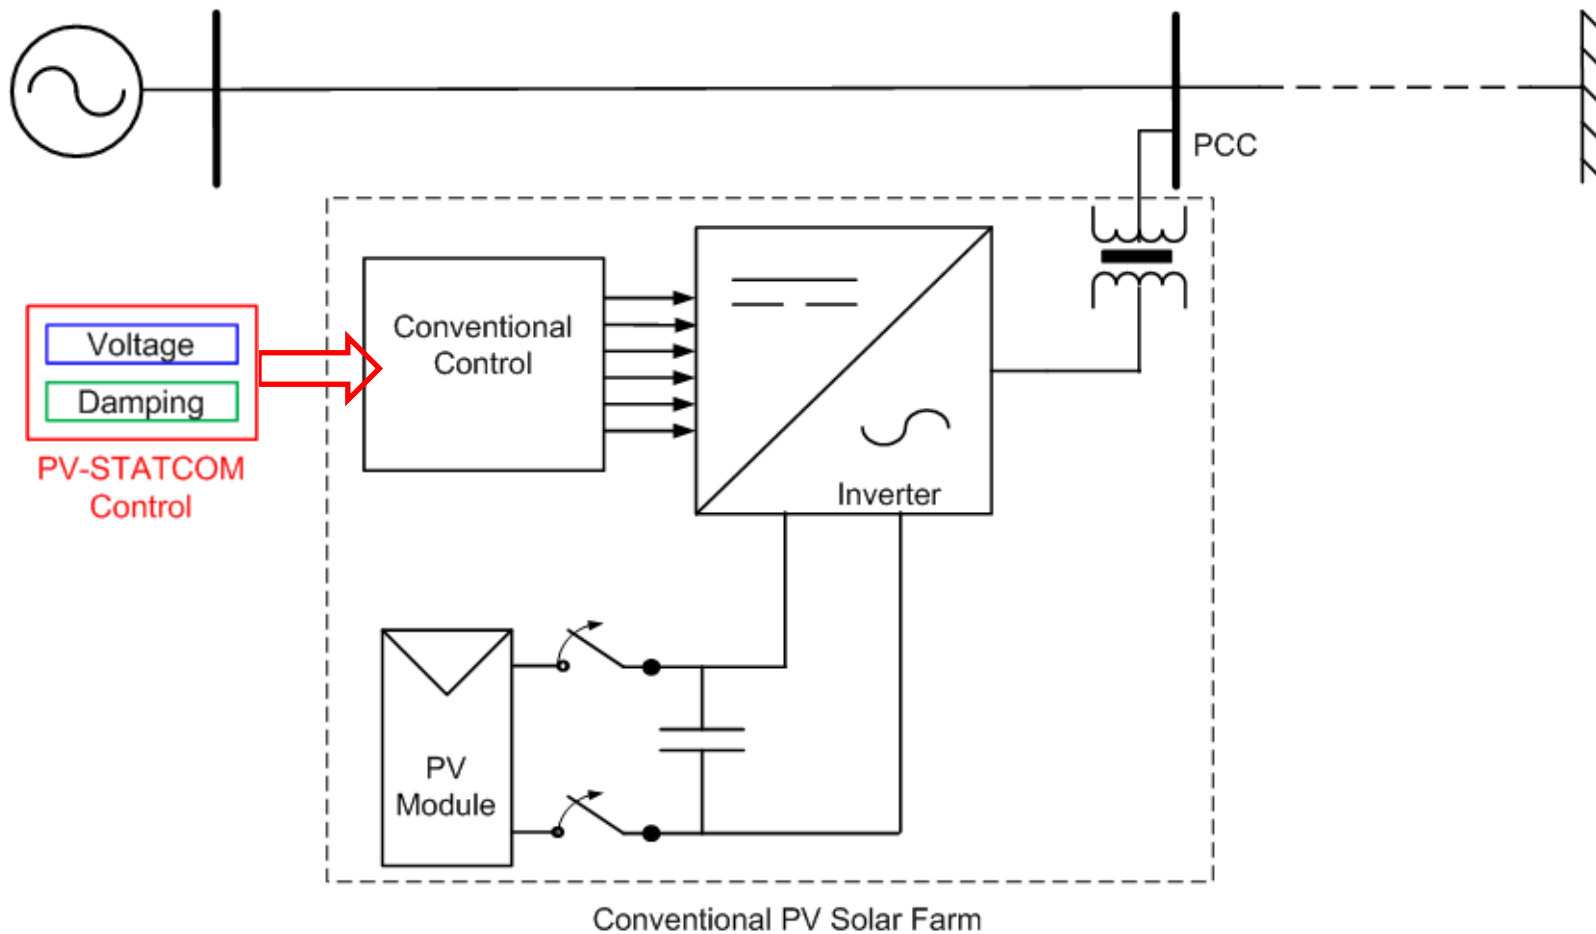 PCC
Voltage
Damping
PV-STATCOM
Control
Conventional
Control
Inverter
PV
Module
Conventional PV Solar Farm